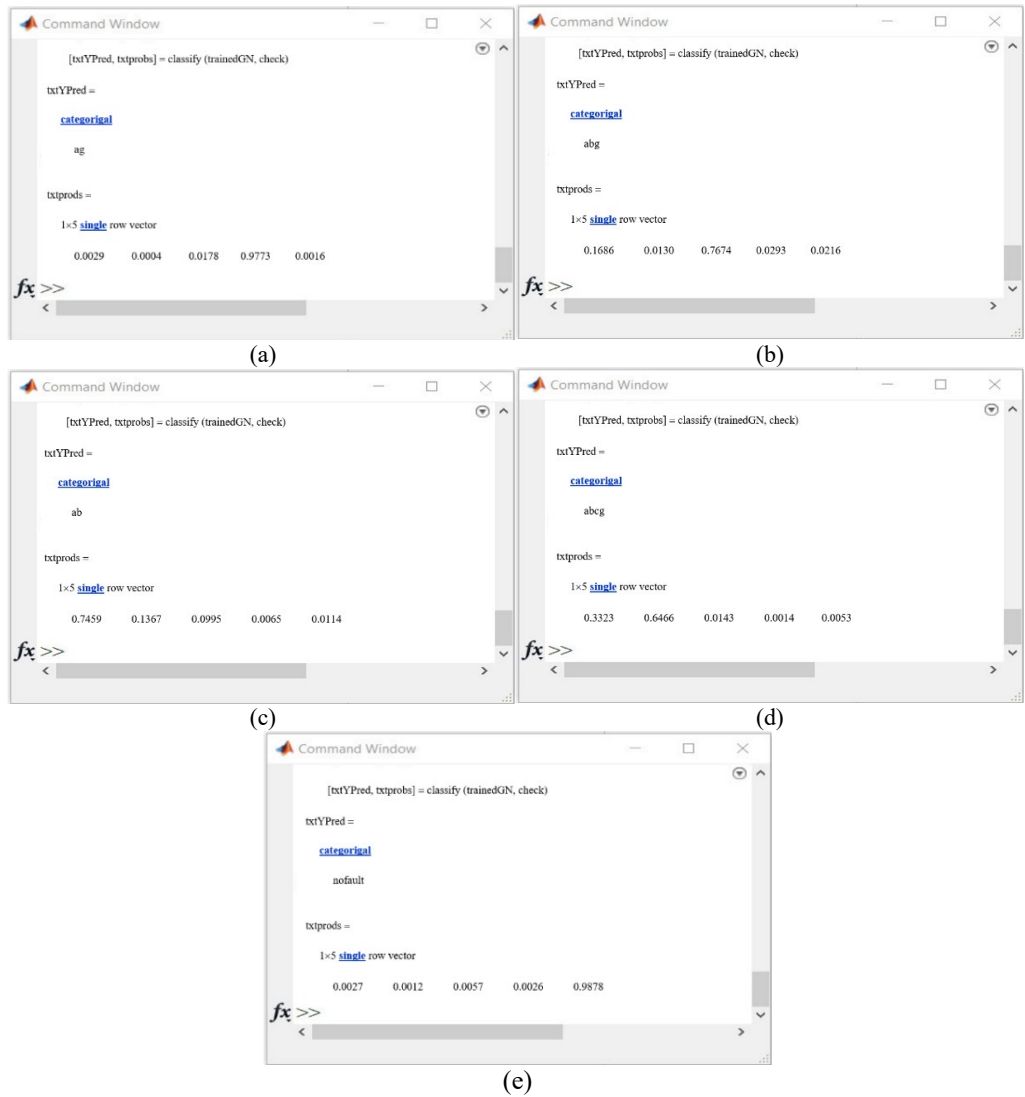 Command Window
[txtYPred, txtprobs] = classify (trainedGN, check)
txtYPred =
categorigal
ag
txtprods =
1×5 single row vector
0.0029 0.0004 0.0178 0.9773 0.0016
fx >>
(a)
Command Window
[txtYPred, txtprobs] = classify (trainedGN, check)
txtYPred =
categorigal
abg
txtprods =
1×5 single row vector
0.1686 0.0130 0.7674 0.0293 0.0216
fx >>
(b)
Command Window
[txtYPred, txtprobs] = classify (trainedGN, check)
txtYPred =
categorigal
ab
txtprods =
1×5 single row vector
0.7459 0.1367 0.0995 0.0065 0.0114
fx >>
(c)
Command Window
[txtYPred, txtprobs] = classify (trainedGN, check)
txtYPred =
categorigal
abcg
txtprods =
1×5 single row vector
0.3323 0.6466 0.0143 0.0014 0.0053
fx >>
(d)
Command Window
[txtYPred, txtprobs] = classify (trainedGN, check)
txtYPred =
categorigal
nofault
txtprods =
1×5 single row vector
0.0027 0.0012 0.0057 0.0026 0.9878
fx >>
(e)